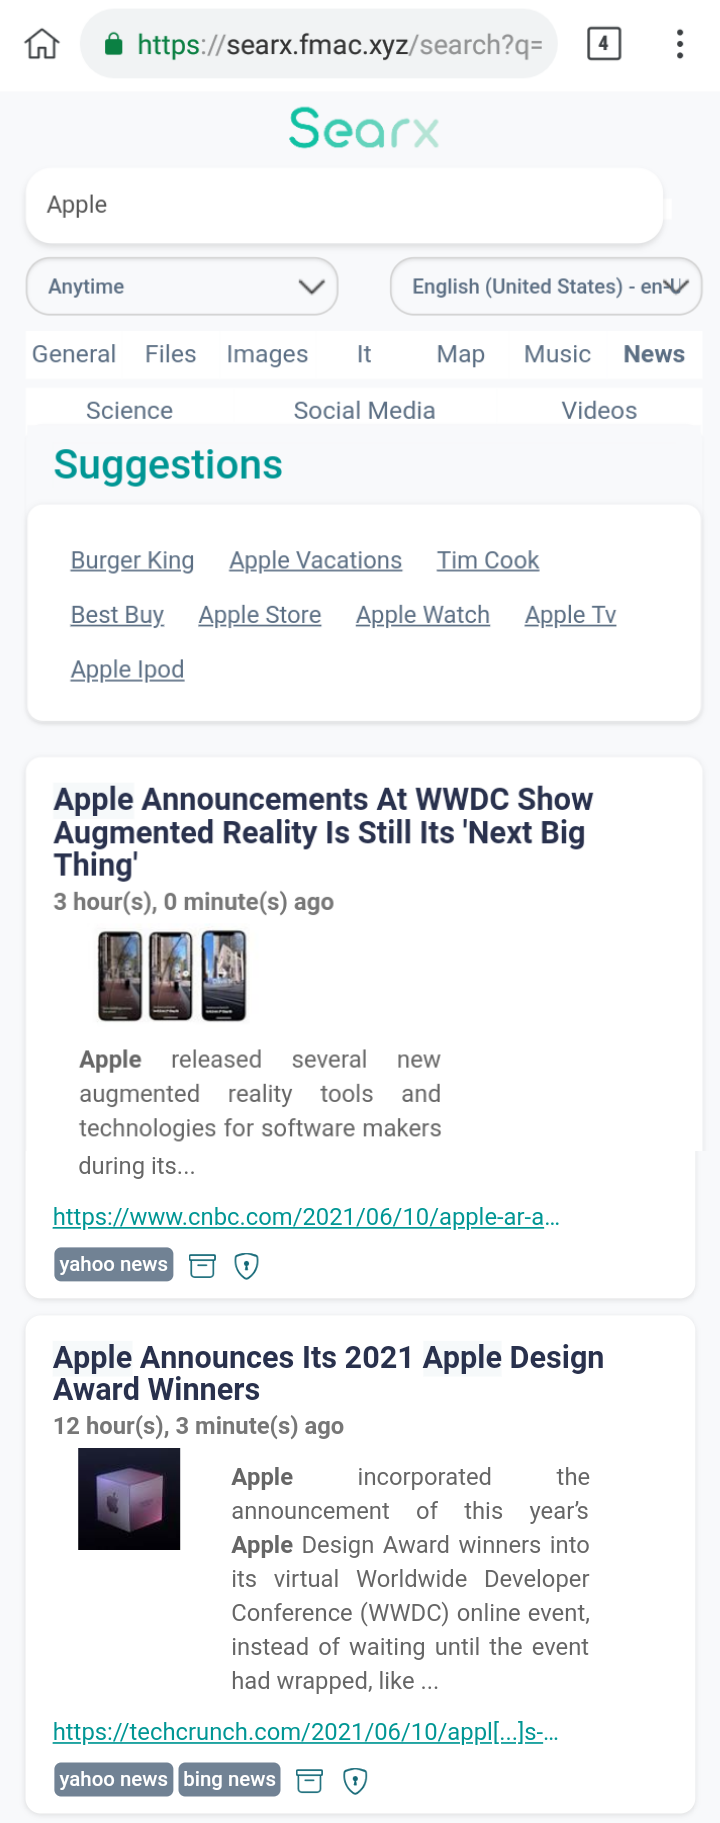 https://searx.fmac.xyz/search?q=
4
Searx
Apple
Anytime
English (United States) - en-U
General Files Images It Map Music News
Science Social Media Videos
Suggestions
Burger King Apple Vacations Tim Cook
Best Buy Apple Store Apple Watch Apple Tv
Apple Ipod
Apple Announcements At WWDC Show
Augmented Reality Is Still Its 'Next Big
Thing'
3 hour(s), 0 minute(s) ago
Apple released several new
augmented reality tools and
technologies for software makers
during its...
https://www.cnbc.com/2021/06/10/apple-ar-a…
yahoo news
Apple Announces Its 2021 Apple Design
Award Winners
12 hour(s), 3 minute(s) ago
Apple incorporated the
announcement of this year’s
Apple Design Award winners into
its virtual Worldwide Developer
Conference (WWDC) online event,
instead of waiting until the event
had wrapped, like ...
https://techcrunch.com/2021/06/10/appl[...]s-…
yahoo news bing news